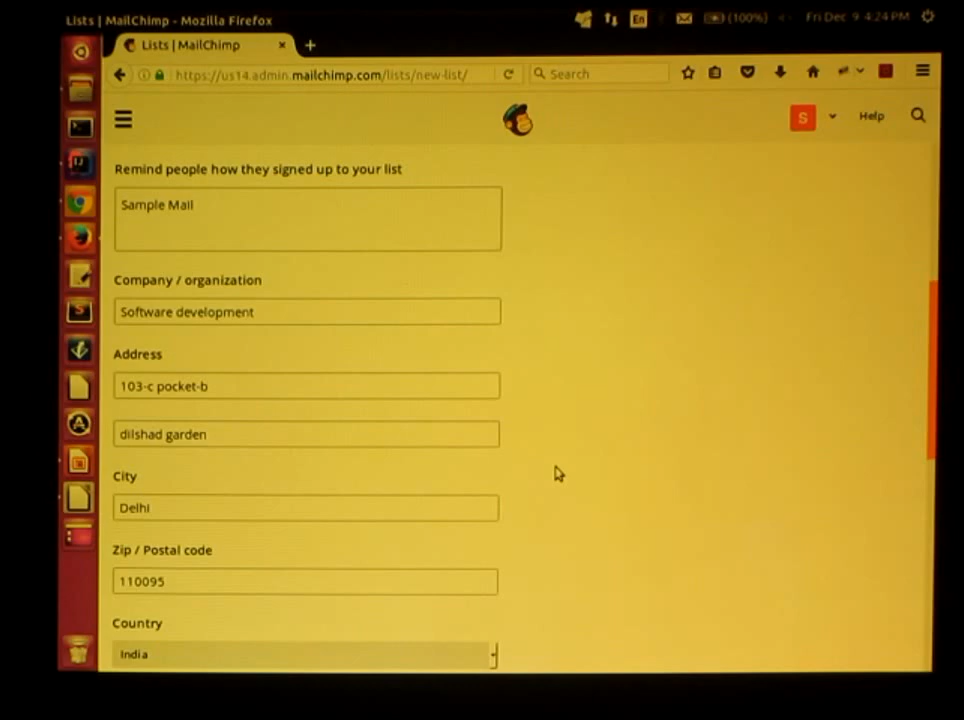 Lists | MailChimp - Mozilla Firefox
En
(100%)
Fri Dec 9 4:24 PM
Lists | MailChimp
https://us14.admin.mailchimp.com/lists/new-list/
Search
S
Help
Remind people how they signed up to your list
Sample Mail
Company / organization
Software development
Address
103-c pocket-b
dilshad garden
City
Delhi
Zip / Postal code
110095
Country
India